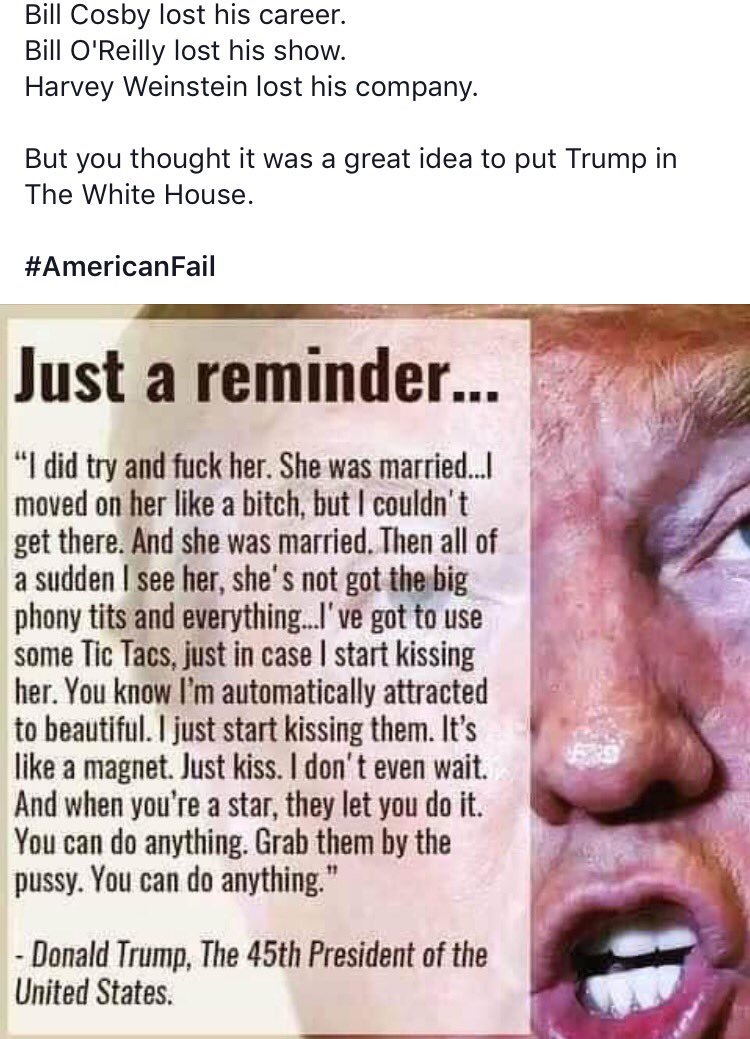 Bill Cosby lost his career.
Bill O'Reilly lost his show.
Harvey Weinstein lost his company.
But you thought it was a great idea to put Trump in
The White House.
#AmericanFail
Just a reminder...
“I did try and fuck her. She was married...I
moved on her like a bitch, but I couldn't
get there. And she was married. Then all of
a sudden I see her, she's not got the big
phony tits and everything...I've got to use
some Tic Tacs, just in case I start kissing
her. You know I'm automatically attracted
to beautiful. I just start kissing them. It's
like a magnet. Just kiss. I don't even wait.
And when you're a star, they let you do it.
You can do anything. Grab them by the
pussy. You can do anything."
- Donald Trump, The 45th President of the
United States.